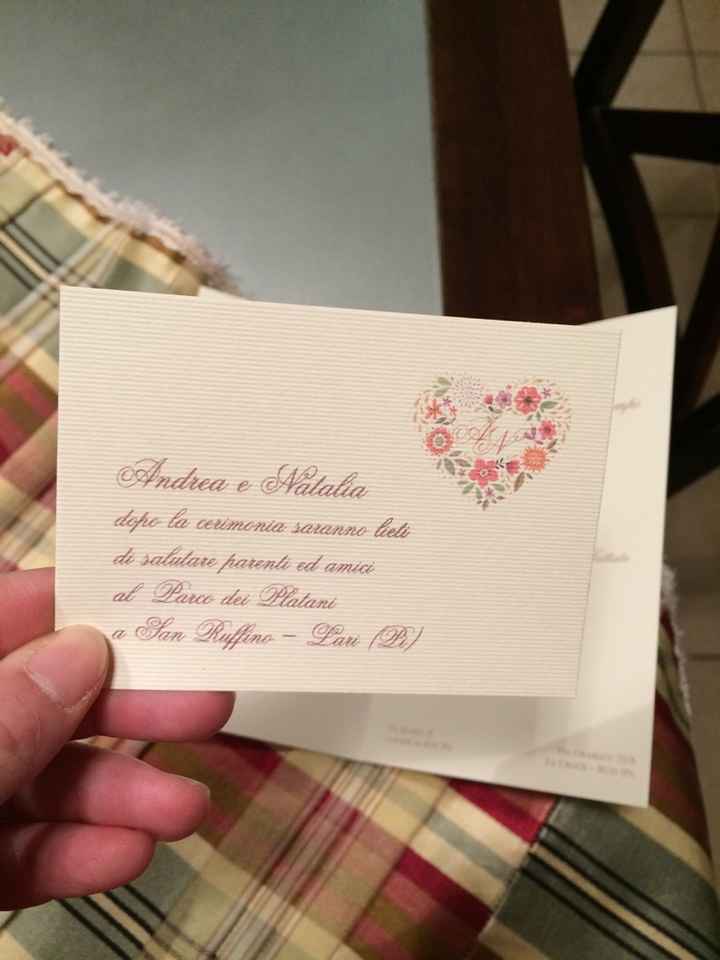 A N
Andrea e Natalia
dopo la cerimonia saranno lieti
di salutare parenti ed amici
al Parco dei Platani
a San Ruffino – Lari (Pi)